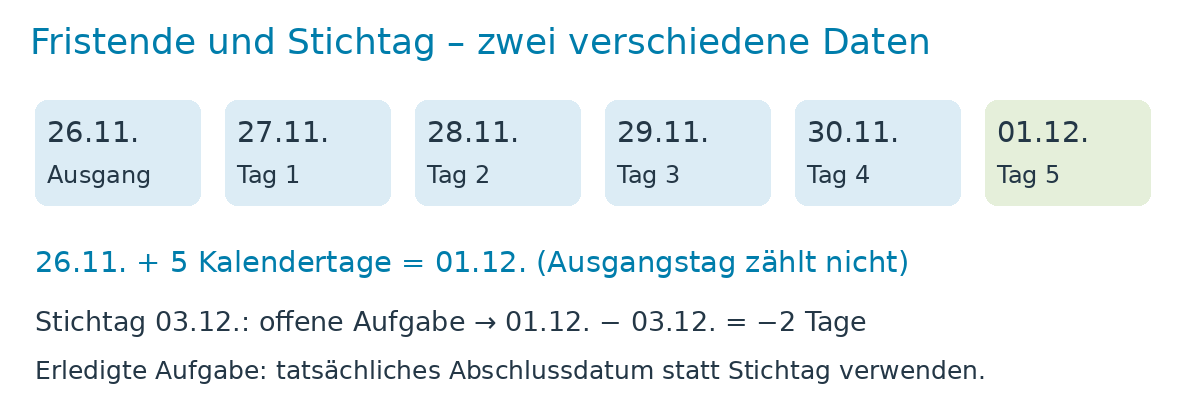 Fristende und Stichtag – zwei verschiedene Daten
26.11. 27.11. 28.11. 29.11. 30.11. 01.12.
Ausgang Tag 1 Tag 2 Tag 3 Tag 4 Tag 5
26.11. + 5 Kalendertage = 01.12. (Ausgangstag zählt nicht)
Stichtag 03.12.: offene Aufgabe → 01.12. − 03.12. = −2 Tage
Erledigte Aufgabe: tatsächliches Abschlussdatum statt Stichtag verwenden.